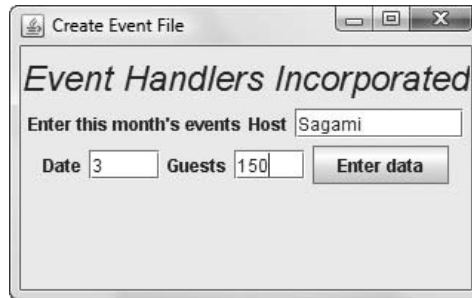 Create Event File
Event Handlers Incorporated
Enter this month's events Host Sagami
Date 3 Guests 150 Enter data